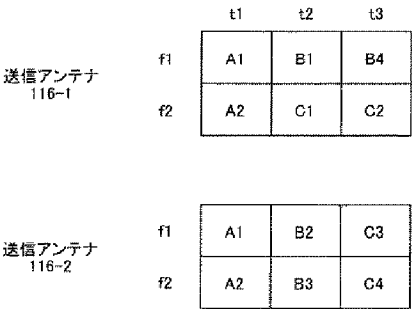 t1 t2 t3
送信アンテナ
116-1
f1 A1 B1 B4
f2 A2 C1 C2
送信アンテナ
116-2
f1 A1 B2 C3
f2 A2 B3 C4